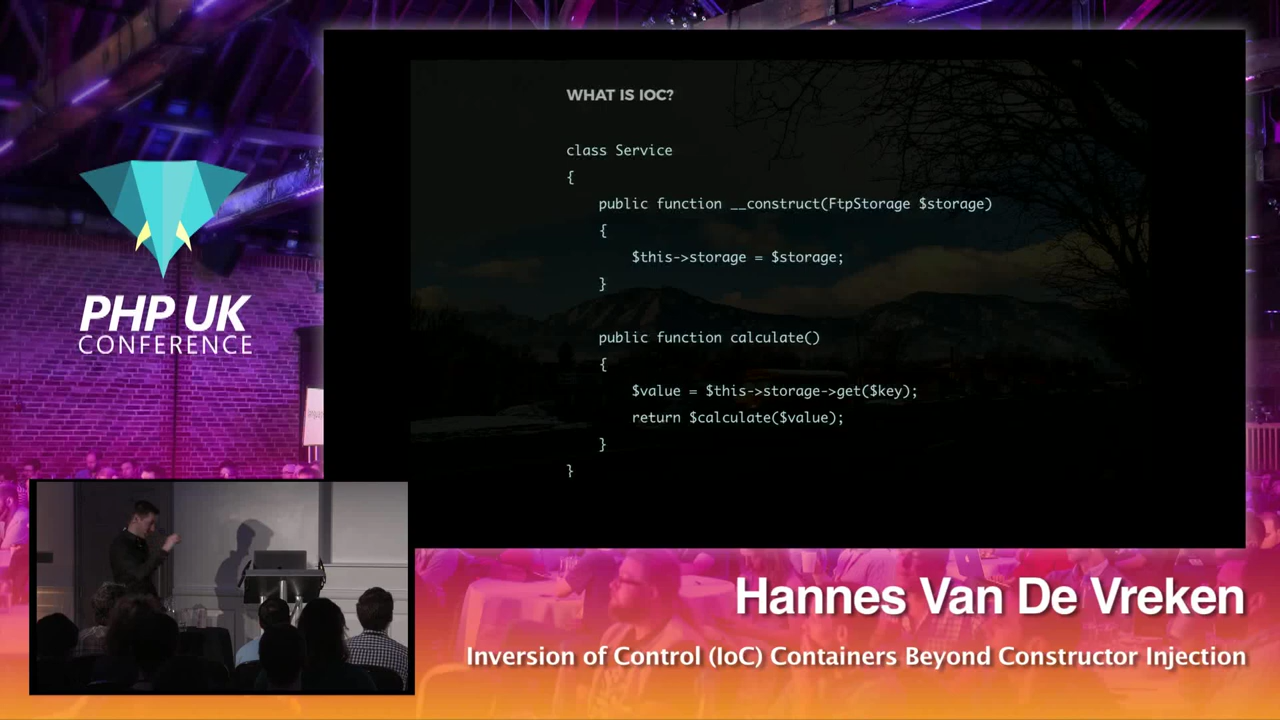 PHP UK
CONFERENCE
WHAT IS IOC?
class Service
{
public function __construct(FtpStorage $storage)
{
$this->storage = $storage;
}
public function calculate()
{
$value = $this->storage->get($key);
return $calculate($value);
}
}
Hannes Van De Vreken
Inversion of Control (IoC) Containers Beyond Constructor Injection